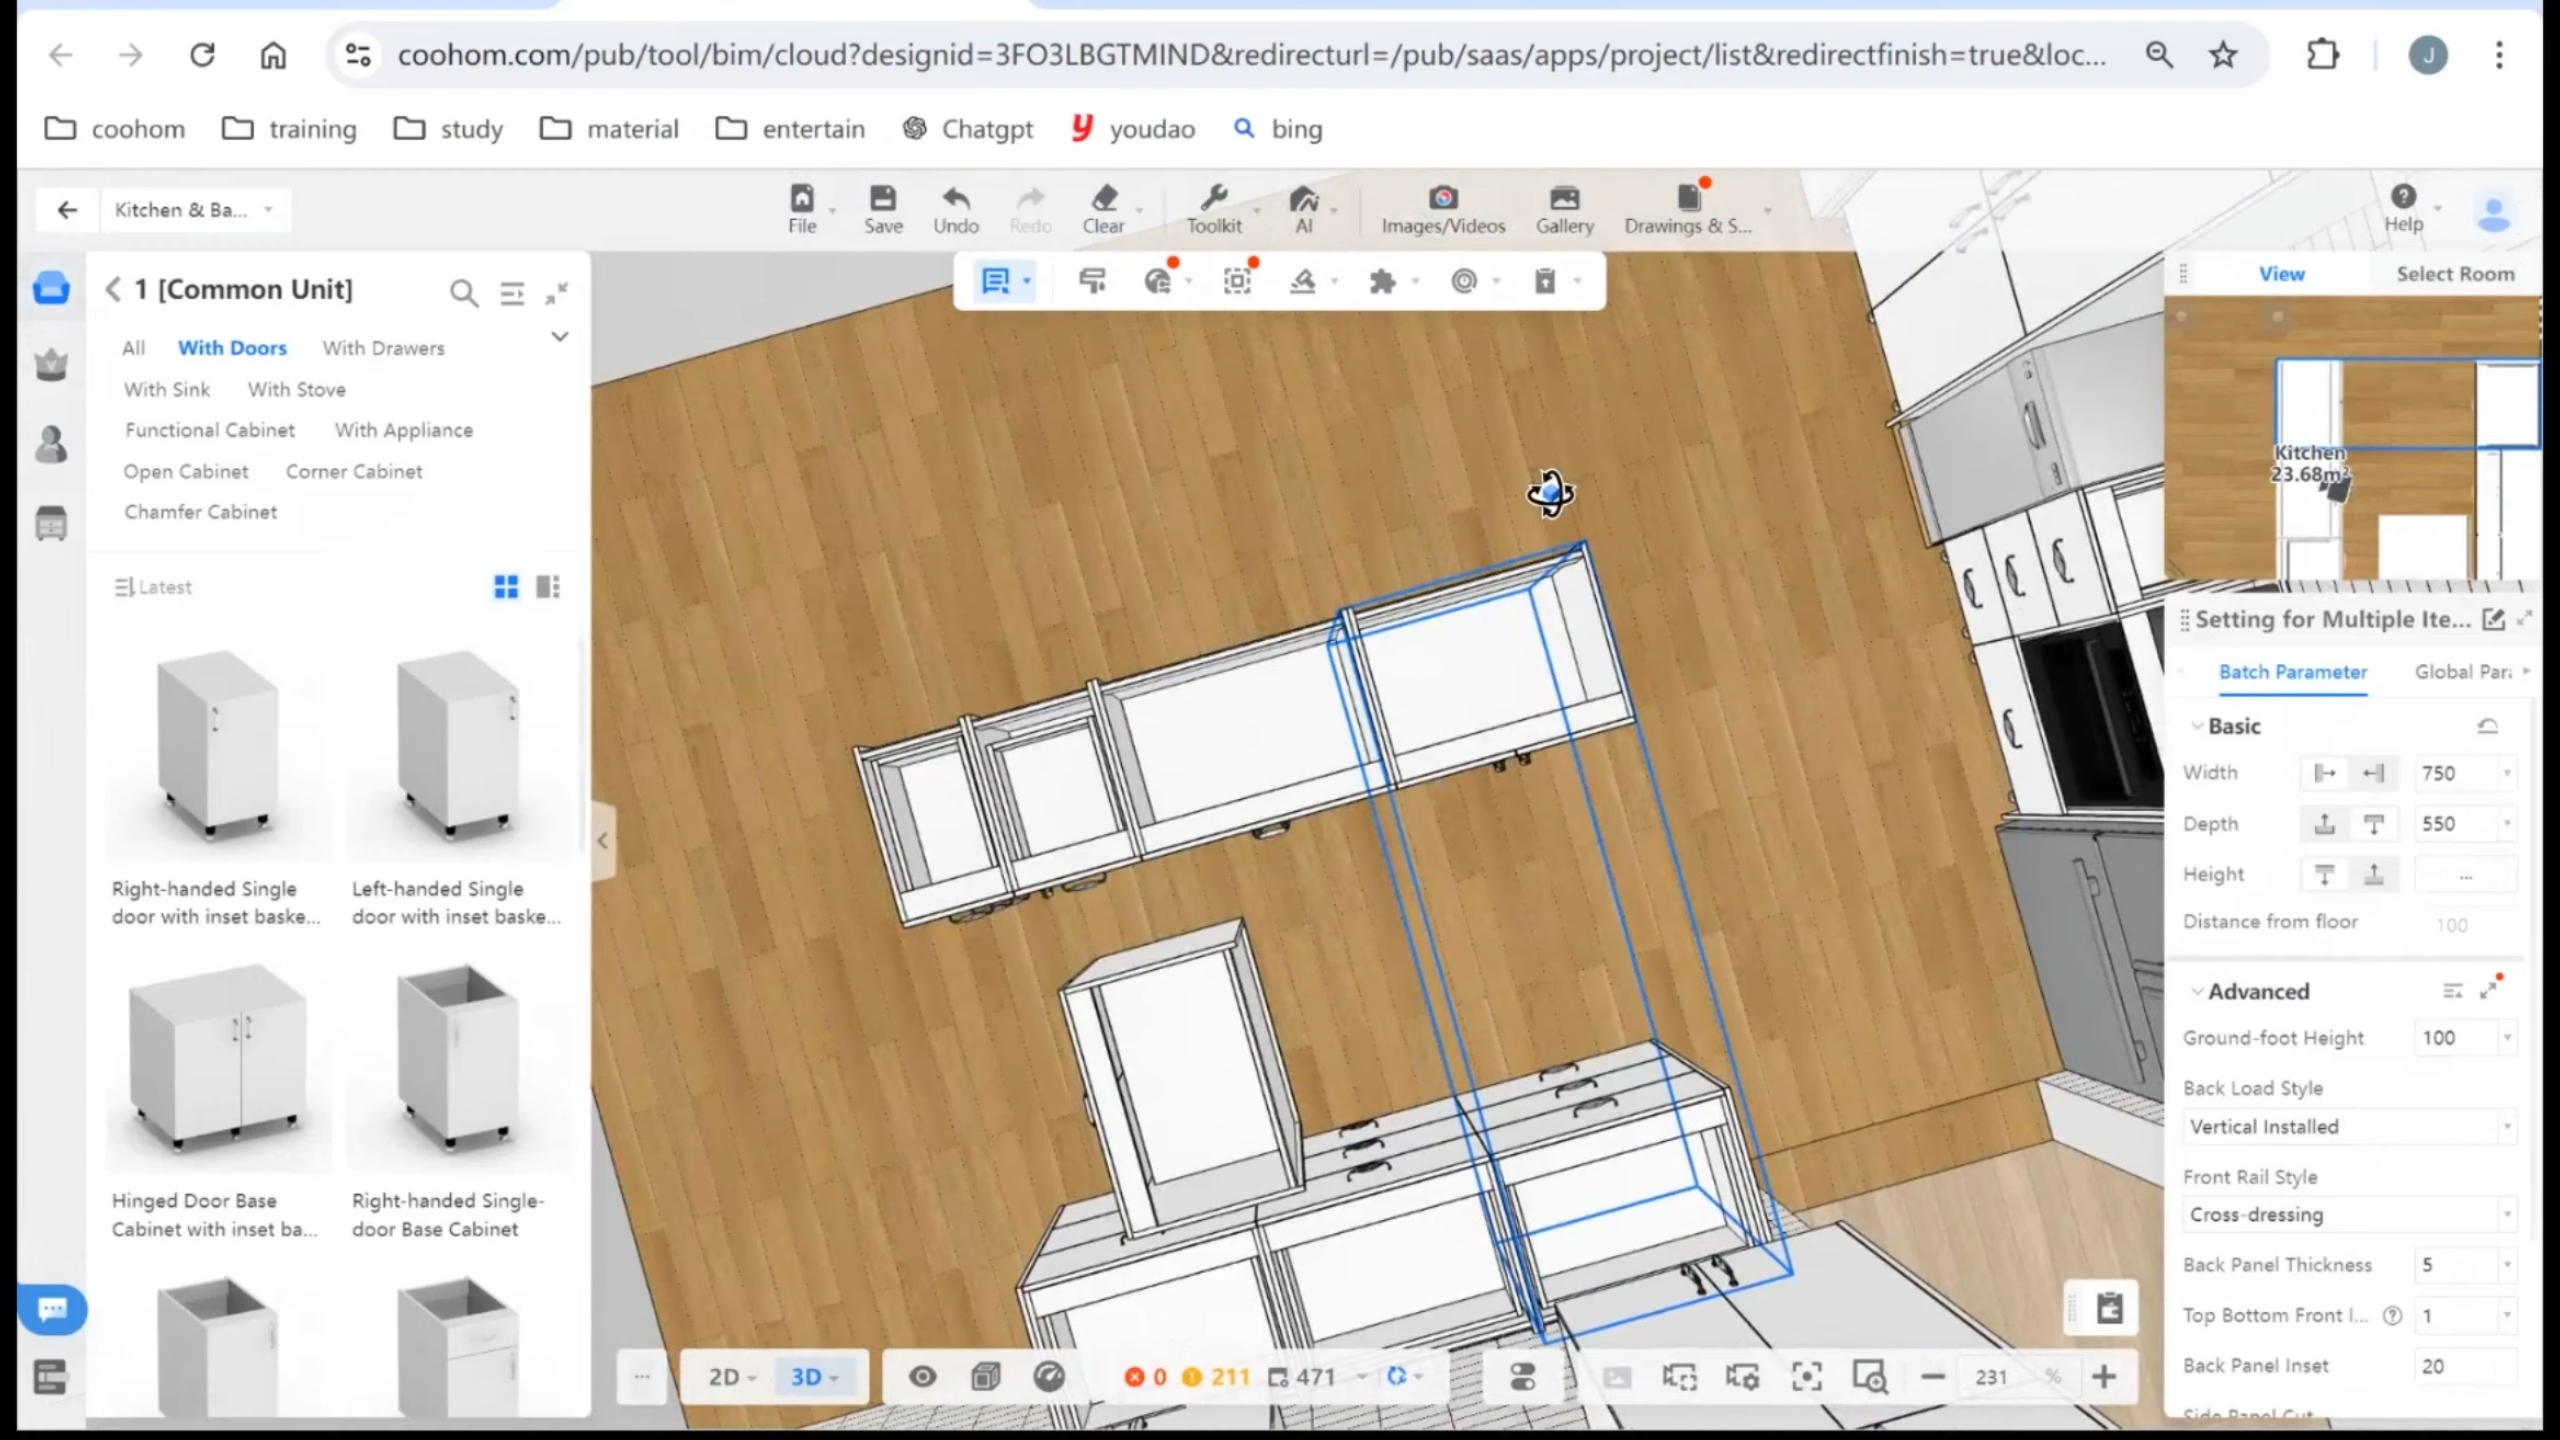 coohom.com/pub/tool/bim/cloud?designid=3FO3LBGTMIND&redirecturl=/pub/saas/apps/project/list&redirectfinish=true&loc...
J
coohom
training
study
material
entertain
Chatgpt
youdao
bing
Kitchen & Ba...
File
Save
Undo
Redo
Clear
Toolkit
AI
Images/Videos
Gallery
Drawings & S...
Help
1 [Common Unit]
All With Doors With Drawers
With Sink With Stove
Functional Cabinet With Appliance
Open Cabinet Corner Cabinet
Chamfer Cabinet
Latest
Right-handed Single
door with inset baske...
Left-handed Single
door with inset baske...
Hinged Door Base
Cabinet with inset ba...
Right-handed Single-
door Base Cabinet
View Select Room
Kitchen
23.68m²
Setting for Multiple Ite...
Batch Parameter Global Par
Basic
Width 750
Depth 550
Height ...
Distance from floor 100
Advanced
Ground-foot Height 100
Back Load Style
Vertical Installed
Front Rail Style
Cross-dressing
Back Panel Thickness 5
Top Bottom Front I... 1
Back Panel Inset 20
Side Panel Cut
... 2D 3D 0 211 471 231 %